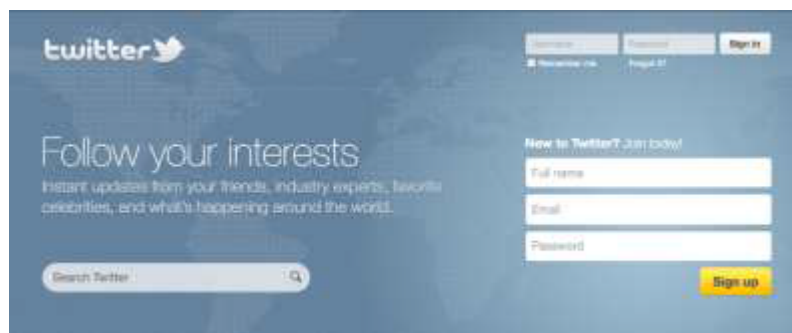 twitter
Username Password Sign in
Remember me Forgot it?
Follow your interests
Instant updates from your friends, industry experts, favorite
celebrities, and what's happening around the world.
Search Twitter
New to Twitter? Join today!
Full name
Email
Password
Sign up